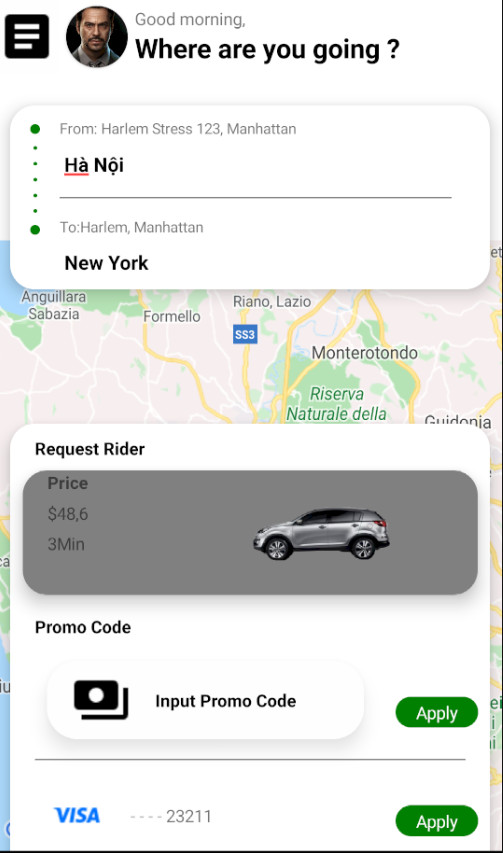 Good morning,
Where are you going ?
From: Harlem Stress 123, Manhattan
Hà Nội
To:Harlem, Manhattan
New York
Anguillara
Sabazia
Riano, Lazio
Formello
SS3
Monterotondo
Riserva
Naturale della
Guidonia
Request Rider
Price
$48,6
3Min
Promo Code
Input Promo Code
Apply
VISA
- - - - 23211
Apply